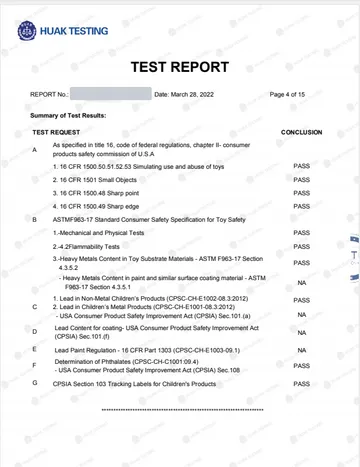 HUAK TESTING
TEST REPORT
REPORT No.: Date: March 28, 2022 Page 4 of 15
Summary of Test Results:
TEST REQUEST CONCLUSION
A As specified in title 16, code of federal regulations, chapter II- consumer
products safety commission of U.S.A
1. 16 CFR 1500.50.51.52.53 Simulating use and abuse of toys PASS
2. 16 CFR 1501 Small Objects PASS
3. 16 CFR 1500.48 Sharp point PASS
4. 16 CFR 1500.49 Sharp edge PASS
B ASTMF963-17 Standard Consumer Safety Specification for Toy Safety
1.-Mechanical and Physical Tests PASS
2.-4.2Flammability Tests PASS
3.-Heavy Metals Content in Toy Substrate Materials - ASTM F963-17 Section
4.3.5.2 PASS
- Heavy Metals Content in paint and similar surface coating material - ASTM
F963-17 Section 4.3.5.1 NA
C 1. Lead in Non-Metal Children's Products (CPSC-CH-E1002-08.3;2012) PASS
2. Lead in Children's Metal Products (CPSC-CH-E1001-08.3;2012)
- USA Consumer Product Safety Improvement Act (CPSIA) Sec.101.(a) NA
D Lead Content for coating- USA Consumer Product Safety Improvement Act
(CPSIA) Sec.101.(f) NA
E Lead Paint Regulation - 16 CFR Part 1303 (CPSC-CH-E1003-09.1) NA
F Determination of Phthalates (CPSC-CH-C1001:09.4)
- USA Consumer Product Safety Improvement Act (CPSIA) Sec.108 PASS
G CPSIA Section 103 Tracking Labels for Children's Products PASS